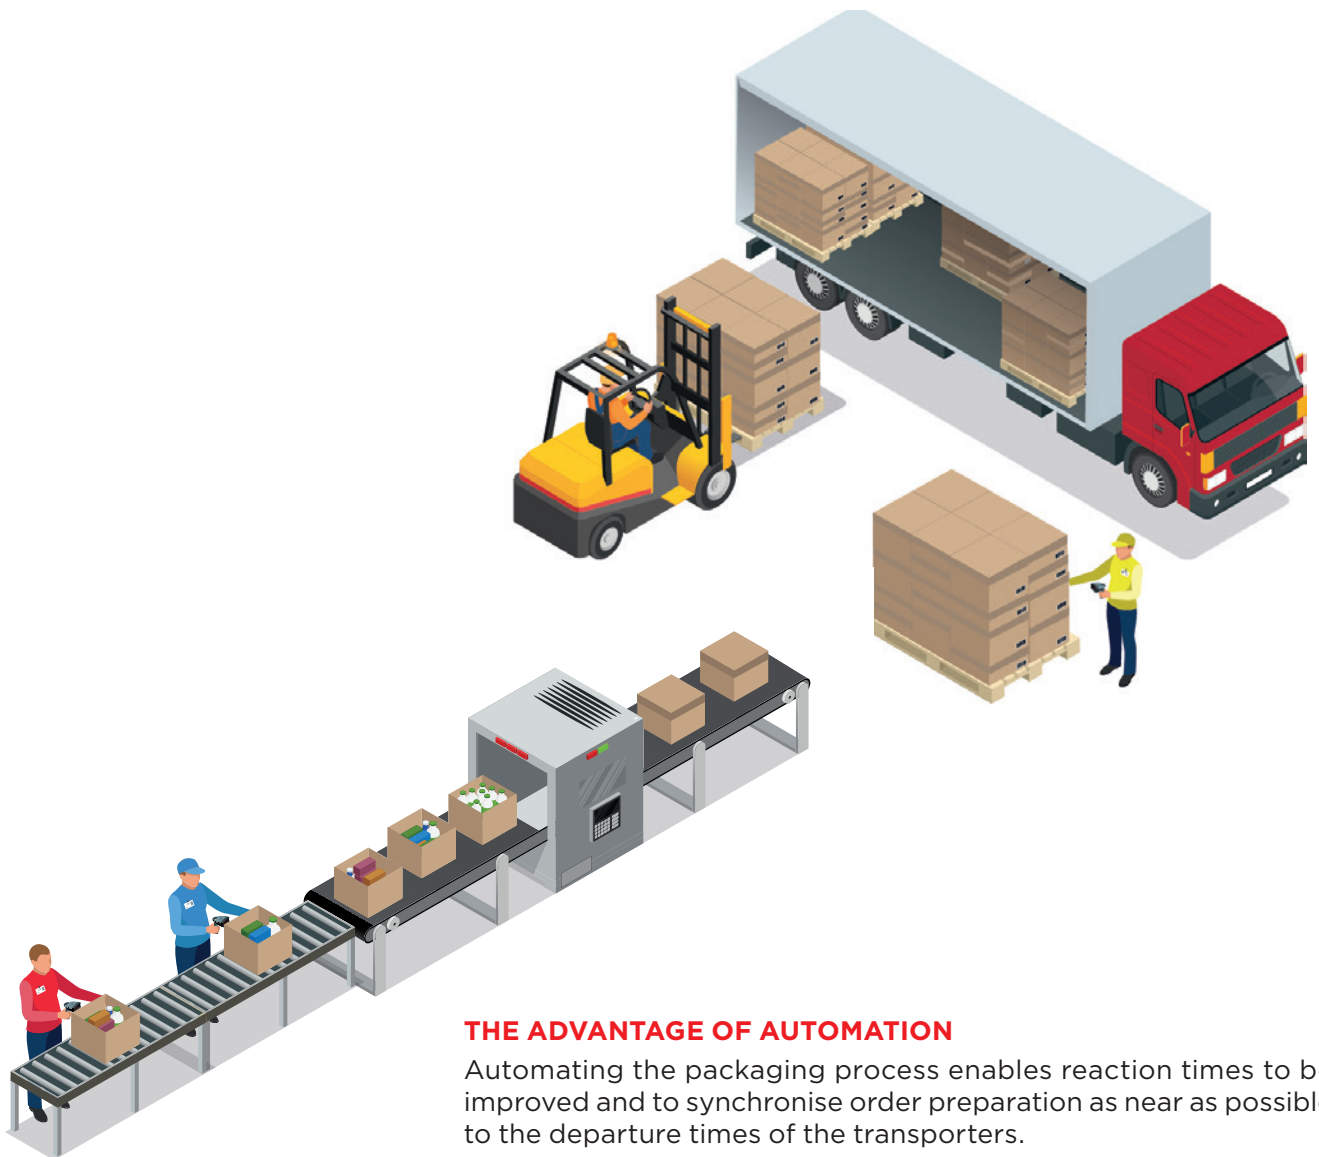 THE ADVANTAGE OF AUTOMATION
Automating the packaging process enables reaction times to b
improved and to synchronise order preparation as near as possibl
to the departure times of the transporters.